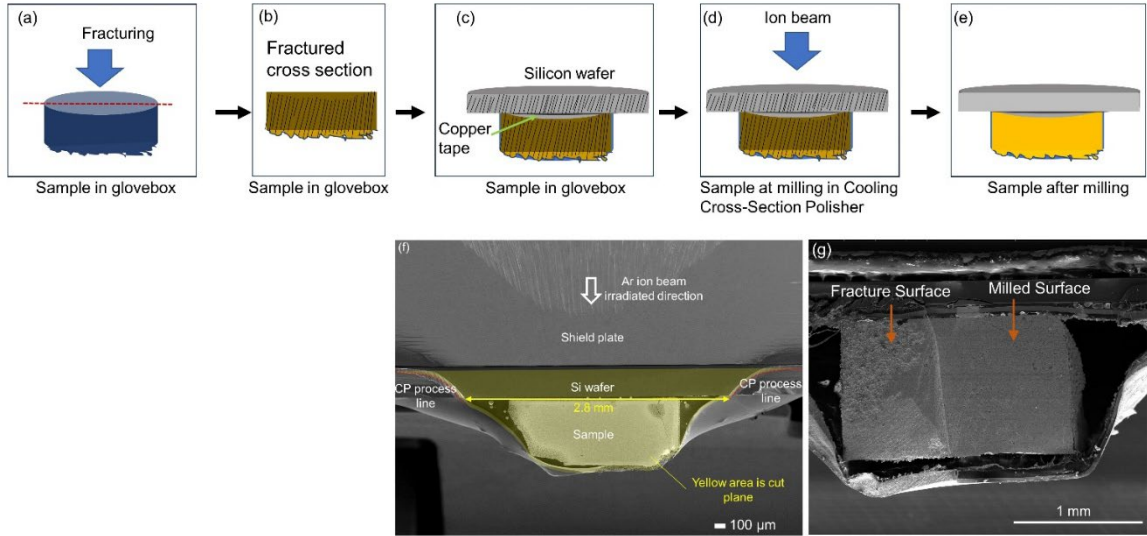 (a)
Fracturing
Sample in glovebox
(b)
Fractured
cross section
Sample in glovebox
(c)
Silicon wafer
Copper
tape
Sample in glovebox
(d)
Ion beam
Sample at milling in Cooling
Cross-Section Polisher
(e)
Sample after milling
(f)
Ar ion beam
irradiated direction
Shield plate
CP process
line
Si wafer
CP process
line
2.8 mm
Sample
Yellow area is cut
plane
100 μm
(g)
Fracture Surface
Milled Surface
1 mm